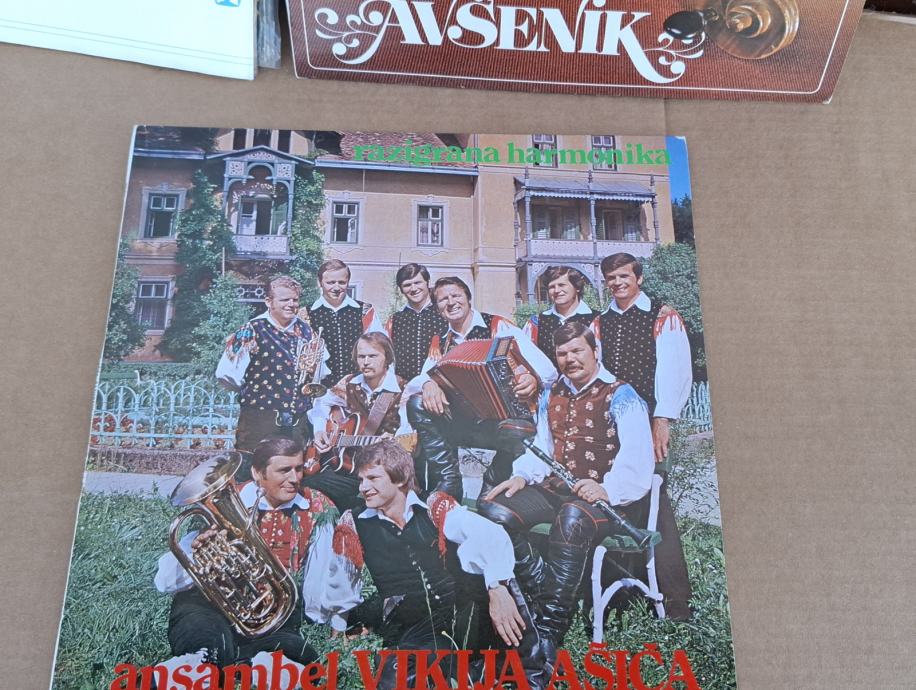 AVSENIK
razigrana harmonika
ansambel VIKIJA AŠIČA